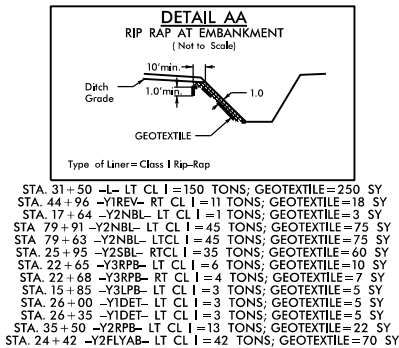 DETAIL AA
RIP RAP AT EMBANKMENT
( Not to Scale)
10'min.
Ditch
Grade
1.0'min.
1.0
GEOTEXTILE
Type of Liner= Class I Rip-Rap
STA. 31+50 -L- LT CL I =150 TONS; GEOTEXTILE=250 SY
STA. 44+96 -Y1REV- RT CL I =11 TONS; GEOTEXTILE=18 SY
STA. 17+64 -Y2NBL- LT CL I =1 TONS; GEOTEXTILE=3 SY
STA 79+91 -Y2NBL- LT CL I =45 TONS; GEOTEXTILE=75 SY
STA 79+63 -Y2NBL- LTCL I =45 TONS; GEOTEXTILE=75 SY
STA. 25+95 -Y2SBL- RTCL I =35 TONS; GEOTEXTILE=60 SY
STA. 22+65 -Y3RPB- LT CL I =6 TONS; GEOTEXTILE=10 SY
STA. 22+68 -Y3RPB- RT CL I =4 TONS; GEOTEXTILE=7 SY
STA. 15+85 -Y3LPB- LT CL I =3 TONS; GEOTEXTILE=5 SY
STA. 26+00 -Y1DET- LT CL I =3 TONS; GEOTEXTILE=5 SY
STA. 26+35 -Y1DET- LT CL I =3 TONS; GEOTEXTILE=5 SY
STA. 35+50 -Y2RPB- LT CL I =13 TONS; GEOTEXTILE=22 SY
STA. 24+42 -Y2FLYAB- LT CL I =42 TONS; GEOTEXTILE=70 SY